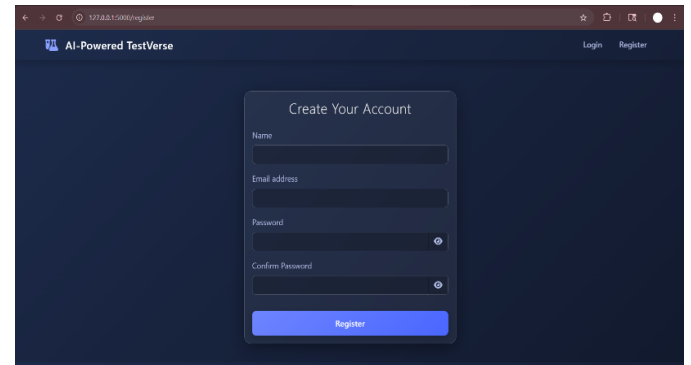 127.0.0.1:5000/register
AI-Powered TestVerse
Login Register
Create Your Account
Name
Email address
Password
Confirm Password
Register